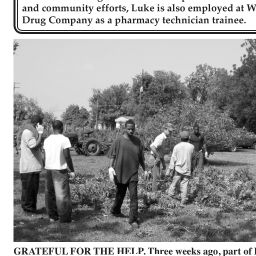 and community efforts, Luke is also employed at
Drug Company as a pharmacy technician trainee.
GRATEFUL FOR THE HELP. Three weeks ago, part of